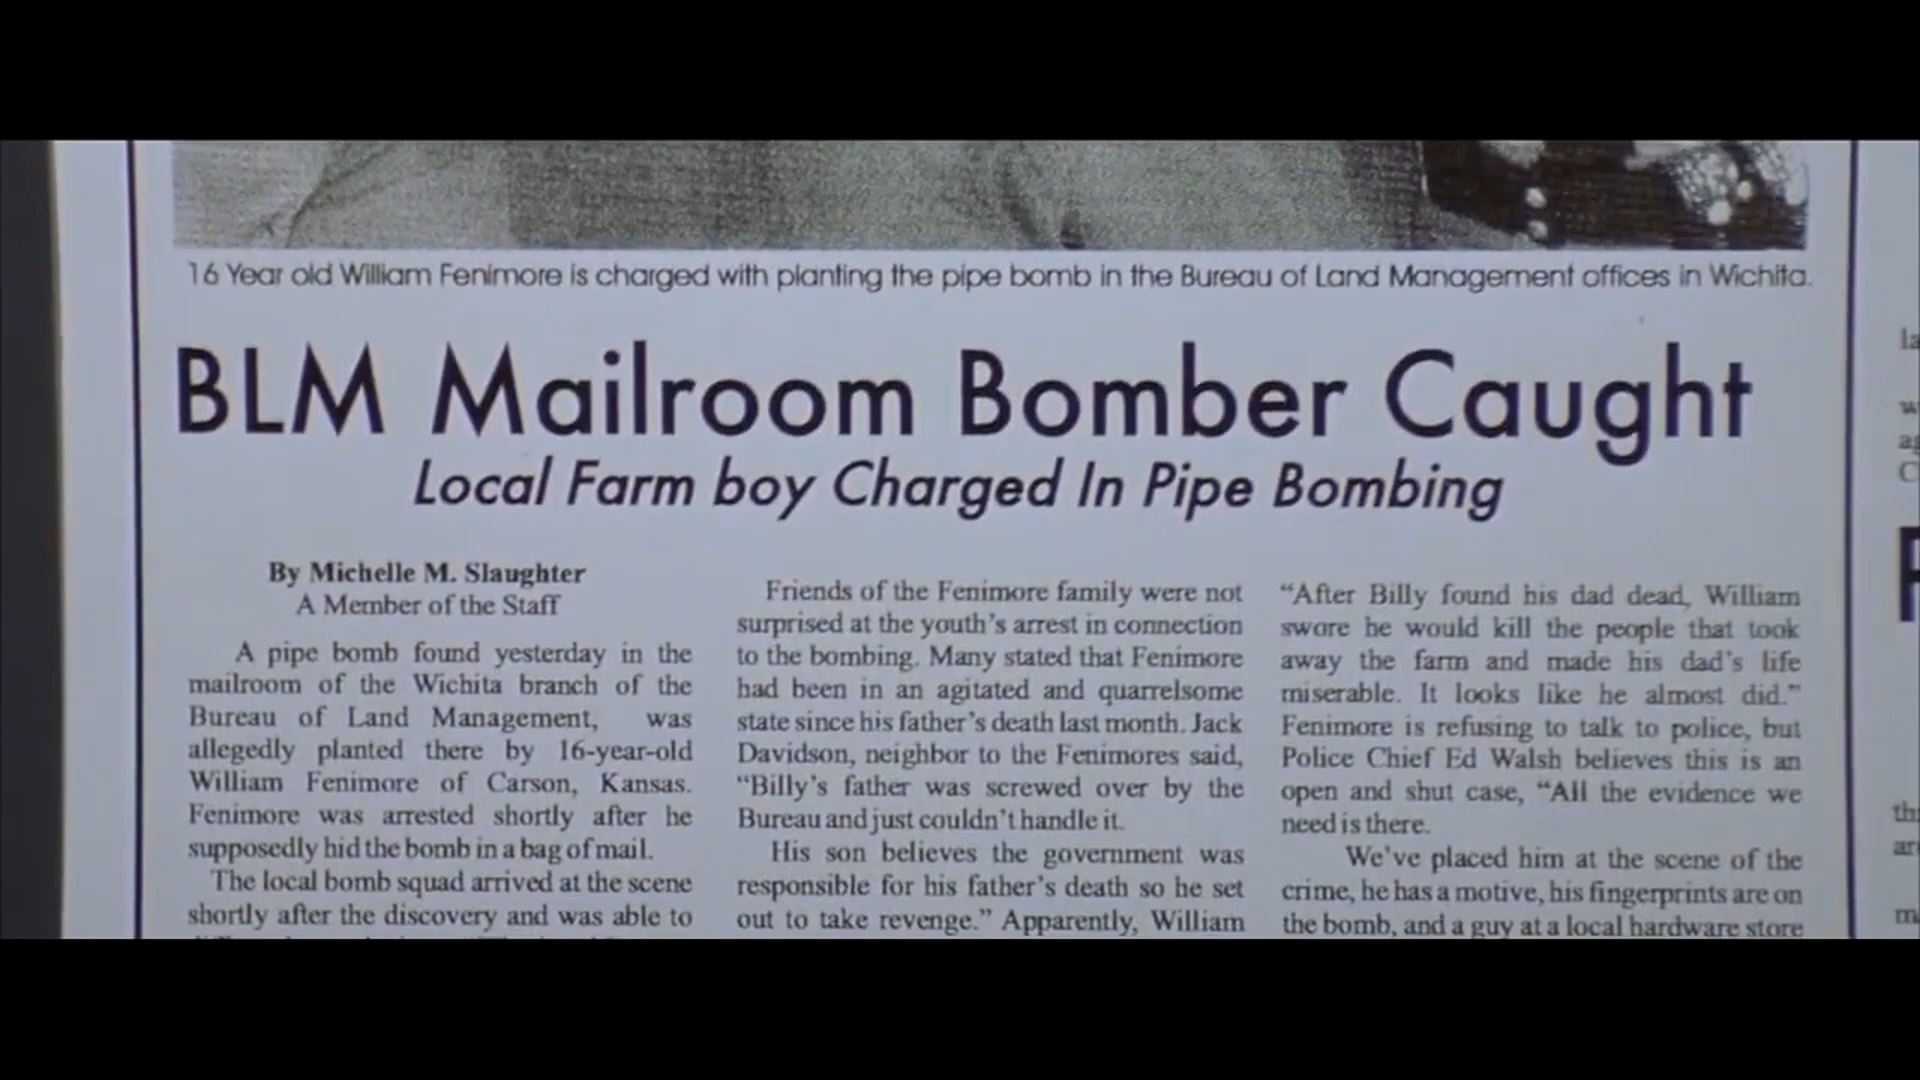 16 Year old William Fenimore is charged with planting the pipe bomb in the Bureau of Land Management offices in Wichita.
BLM Mailroom Bomber Caught
Local Farm boy Charged In Pipe Bombing
By Michelle M. Slaughter
A Member of the Staff
A pipe bomb found yesterday in the
mailroom of the Wichita branch of the
Bureau of Land Management, was
allegedly planted there by 16-year-old
William Fenimore of Carson, Kansas.
Fenimore was arrested shortly after he
supposedly hid the bomb in a bag of mail.
The local bomb squad arrived at the scene
shortly after the discovery and was able to
Friends of the Fenimore family were not
surprised at the youth's arrest in connection
to the bombing. Many stated that Fenimore
had been in an agitated and quarrelsome
state since his father's death last month. Jack
Davidson, neighbor to the Fenimores said,
“Billy's father was screwed over by the
Bureau and just couldn't handle it.
His son believes the government was
responsible for his father's death so he set
out to take revenge.” Apparently, William
“After Billy found his dad dead, William
swore he would kill the people that took
away the farm and made his dad's life
miserable. It looks like he almost did.”
Fenimore is refusing to talk to police, but
Police Chief Ed Walsh believes this is an
open and shut case, “All the evidence we
need is there.
We've placed him at the scene of the
crime, he has a motive, his fingerprints are on
the bomb, and a guy at a local hardware store